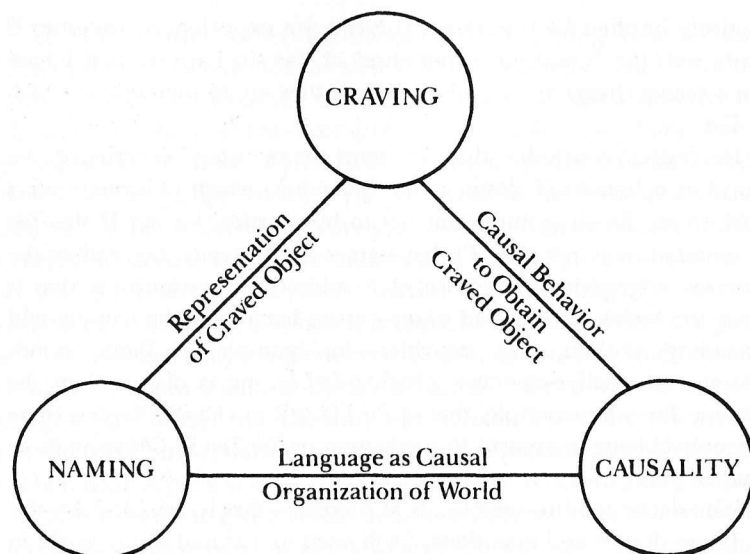 CRAVING
Representation
of Craved Object
Causal Behavior
to Obtain
Craved Object
NAMING
Language as Causal
Organization of World
CAUSALITY